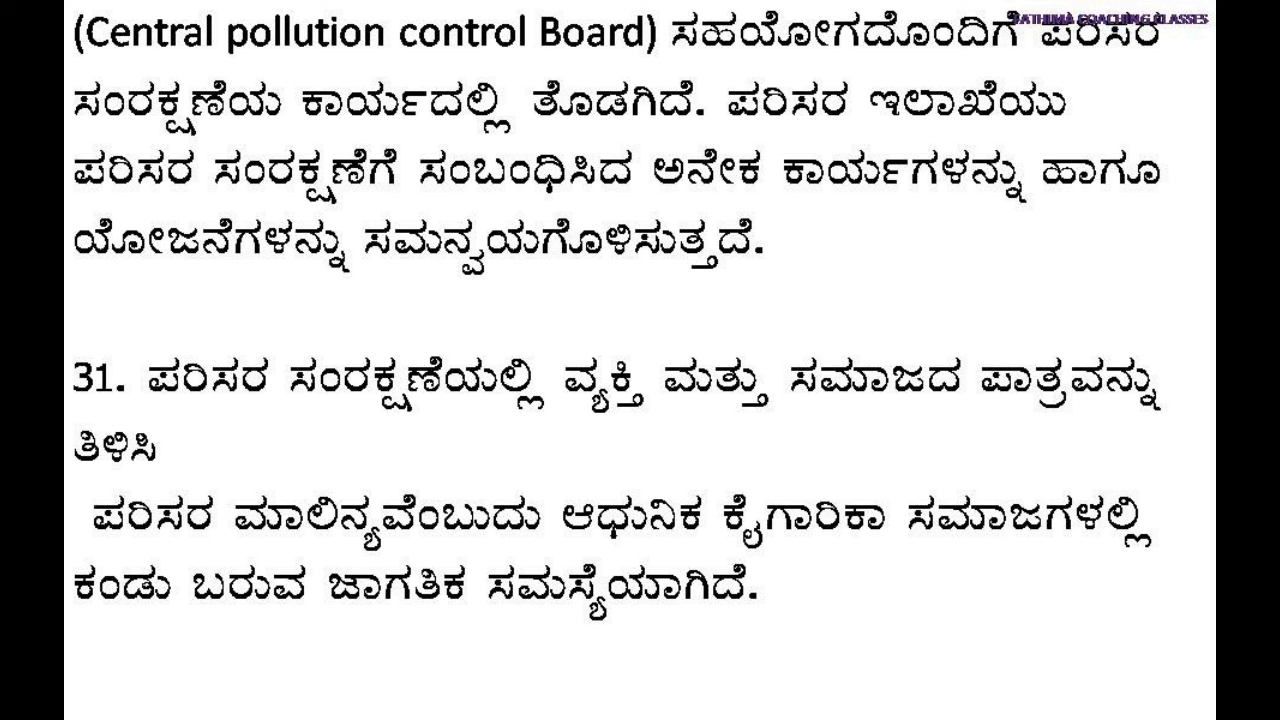 (Central pollution control Board) ಸಹಯೋಗದೊಂದಿಗೆ ಪರಿಸರ
ಸಂರಕ್ಷಣೆಯ ಕಾರ್ಯದಲ್ಲಿ ತೊಡಗಿದೆ. ಪರಿಸರ ಇಲಾಖೆಯು
ಪರಿಸರ ಸಂರಕ್ಷಣೆಗೆ ಸಂಬಂಧಿಸಿದ ಅನೇಕ ಕಾರ್ಯಗಳನ್ನು ಹಾಗೂ
ಯೋಜನೆಗಳನ್ನು ಸಮನ್ವಯಗೊಳಿಸುತ್ತದೆ.
31. ಪರಿಸರ ಸಂರಕ್ಷಣೆಯಲ್ಲಿ ವ್ಯಕ್ತಿ ಮತ್ತು ಸಮಾಜದ ಪಾತ್ರವನ್ನು
ತಿಳಿಸಿ
ಪರಿಸರ ಮಾಲಿನ್ಯವೆಂಬುದು ಆಧುನಿಕ ಕೈಗಾರಿಕಾ ಸಮಾಜಗಳಲ್ಲಿ
ಕಂಡು ಬರುವ ಜಾಗತಿಕ ಸಮಸ್ಯೆಯಾಗಿದೆ.
COACHING CLASSES